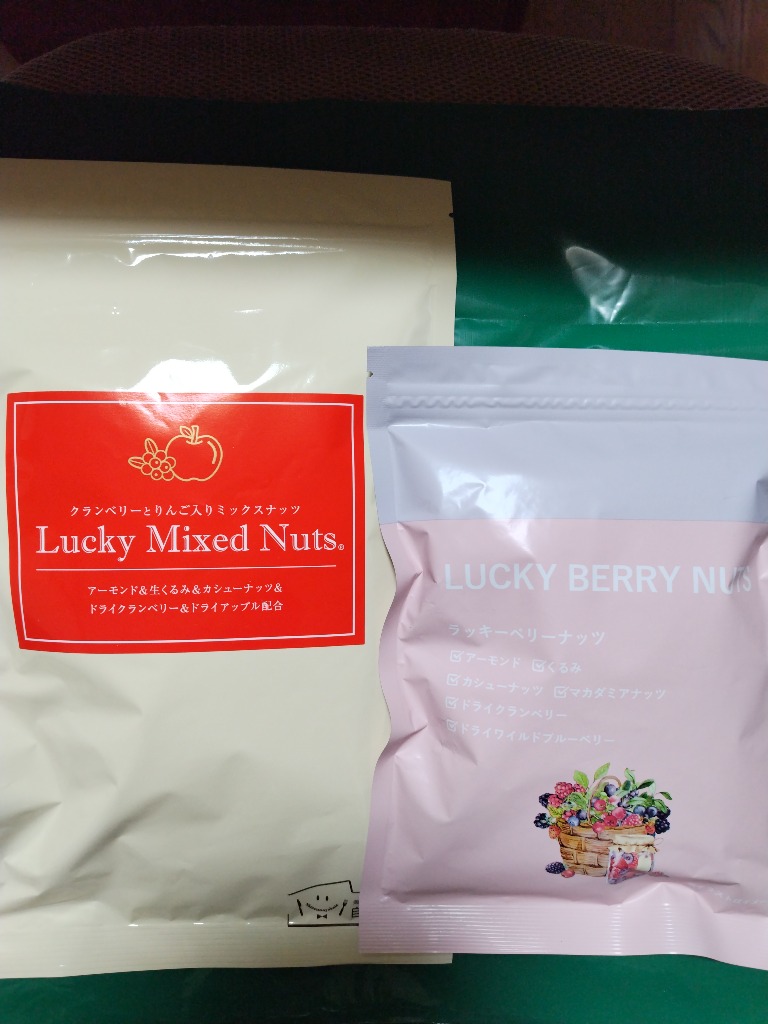 クランベリーとりんご入りミックスナッツ
Lucky Mixed Nuts®
アーモンド&生くるみ&カシューナッツ&
ドライクランベリー&ドライアップル配合
LUCKY BERRY NUTS
ラッキーベリーナッツ
☑アーモンド ☑くるみ
☑カシューナッツ ☑マカダミアナッツ
☑ドライクランベリー
☑ドライワイルドブルーベリー